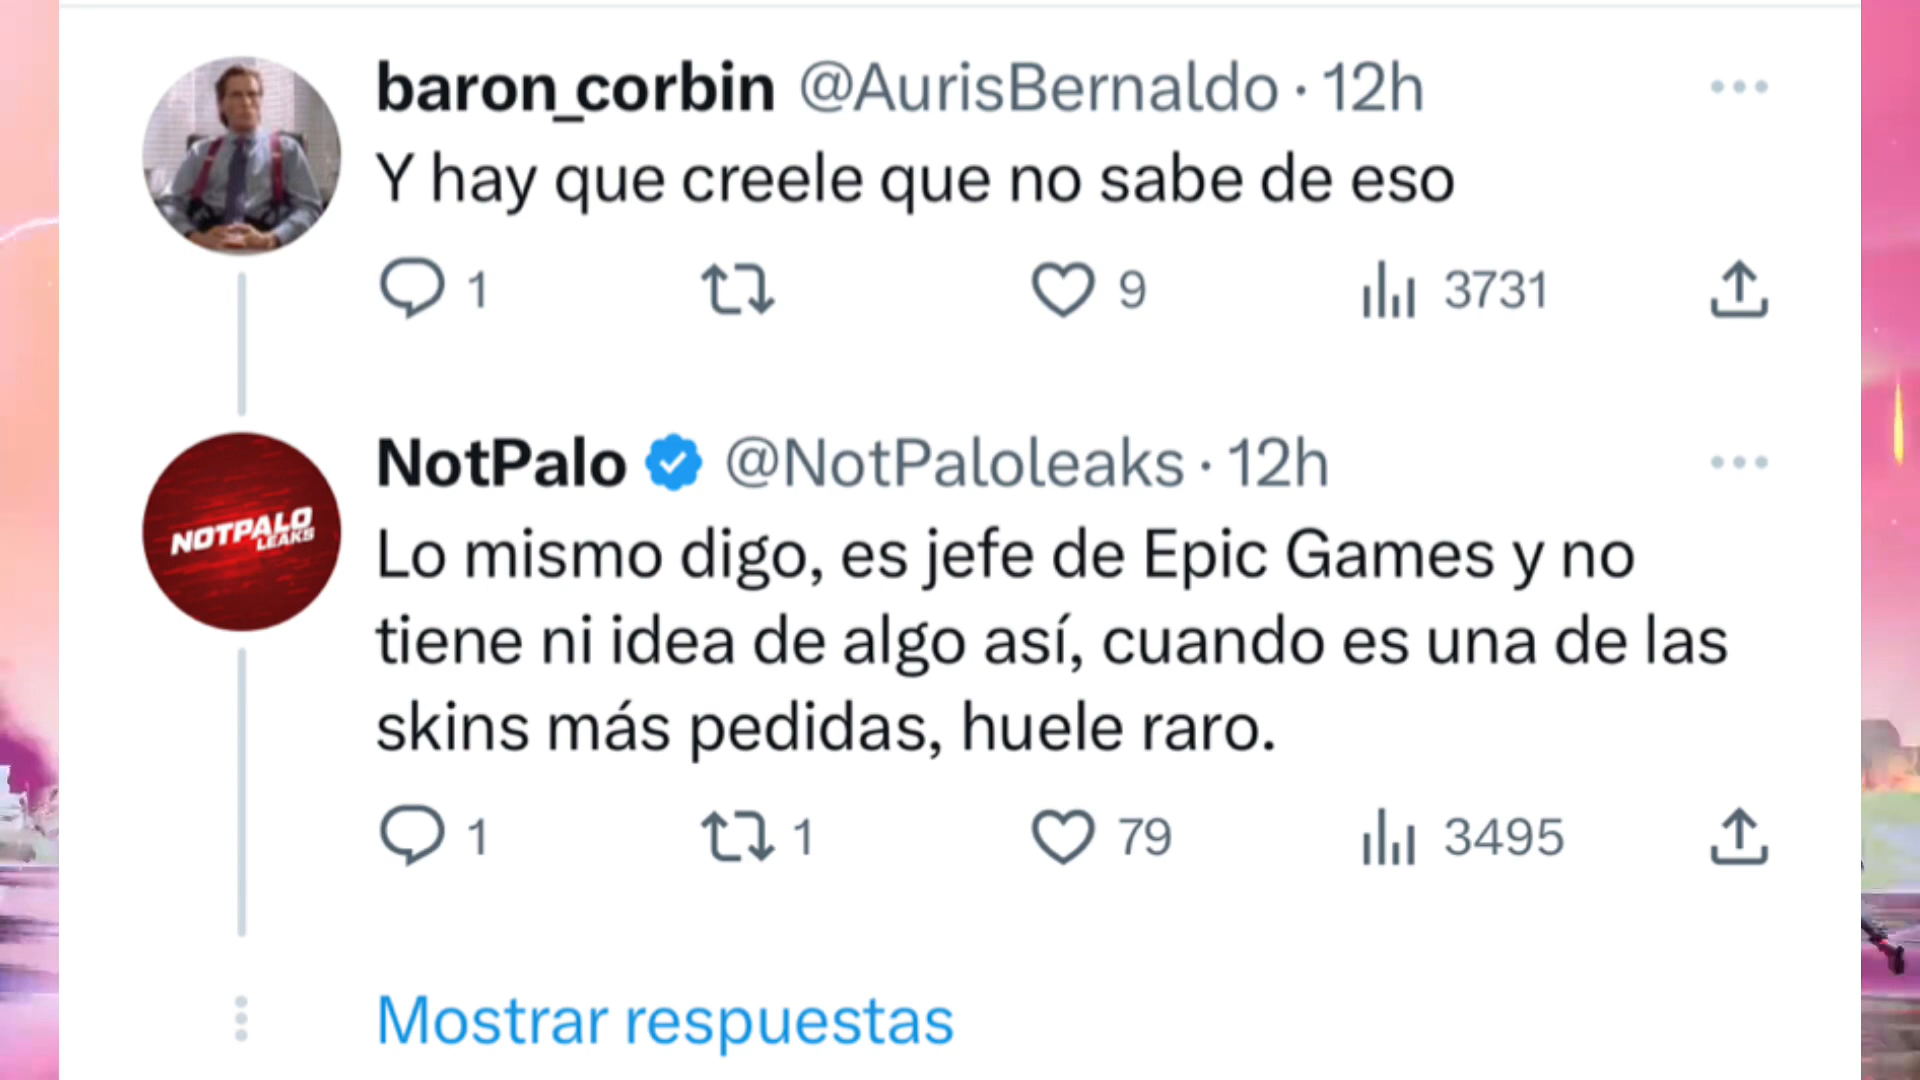 baron_corbin @AurisBernaldo · 12h
Y hay que creele que no sabe de eso
1 9 3731
NOTPALO
LEAKS
NotPalo @NotPaloleaks · 12h
Lo mismo digo, es jefe de Epic Games y no
tiene ni idea de algo así, cuando es una de las
skins más pedidas, huele raro.
1 1 79 3495
Mostrar respuestas